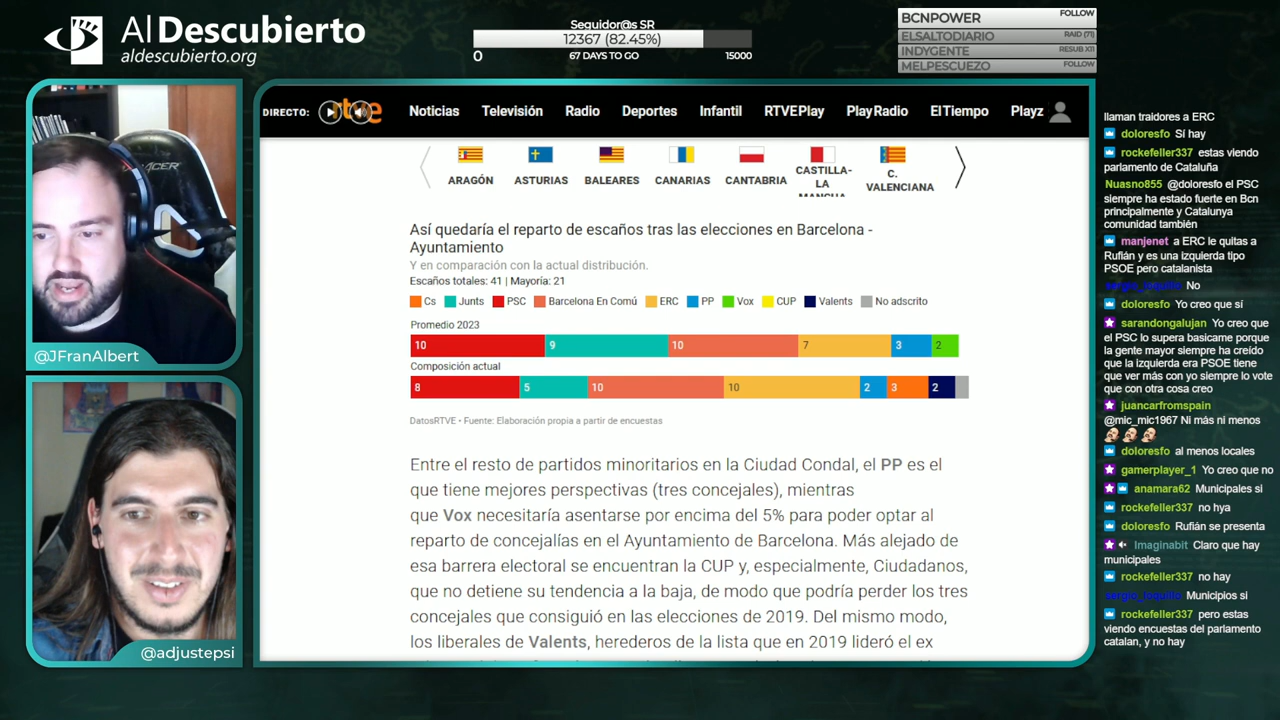 Al Descubierto
aldescubierto.org
Seguidor@s SR
12367 (82.45%)
0
67 DAYS TO GO
15000
BCNPOWER
FOLLOW
ELSALTODIARIO
RAID (71)
INDYGENTE
RESUB X11
MELPESCUEZO
FOLLOW
@JFranAlbert
@adjustepsi
DIRECTO:
rtve
Noticias
Televisión
Radio
Deportes
Infantil
RTVEPlay
PlayRadio
ElTiempo
Playz
ARAGÓN
ASTURIAS
BALEARES
CANARIAS
CANTABRIA
CASTILLA-
LA
MANCHA
C.
VALENCIANA
Así quedaría el reparto de escaños tras las elecciones en Barcelona -
Ayuntamiento
Y en comparación con la actual distribución.
Escaños totales: 41 | Mayoría: 21
Cs Junts PSC Barcelona En Comú ERC PP Vox CUP Valents No adscrito
Promedio 2023
10 9 10 7 3 2
Composición actual
8 5 10 10 2 3 2
DatosRTVE • Fuente: Elaboración propia a partir de encuestas
Entre el resto de partidos minoritarios en la Ciudad Condal, el PP es el
que tiene mejores perspectivas (tres concejales), mientras
que Vox necesitaría asentarse por encima del 5% para poder optar al
reparto de concejalías en el Ayuntamiento de Barcelona. Más alejado de
esa barrera electoral se encuentran la CUP y, especialmente, Ciudadanos,
que no detiene su tendencia a la baja, de modo que podría perder los tres
concejales que consiguió en las elecciones de 2019. Del mismo modo,
los liberales de Valents, herederos de la lista que en 2019 lideró el ex
llaman traidores a ERC
doloresfo Sí hay
rockefeller337 estas viendo
parlamento de Cataluña
Nuasno855 @doloresfo el PSC
siempre ha estado fuerte en Bcn
principalmente y Catalunya
comunidad también
manjenet a ERC le quitas a
Rufián y es una izquierda tipo
PSOE pero catalanista
No
doloresfo Yo creo que sí
sarandongalujan Yo creo que
el PSC lo supera basicame porque
la gente mayor siempre ha creído
que la izquierda era PSOE tiene
que ver más con yo siempre lo vote
que con otra cosa creo
juancarfromspain
@mic_mic1967 Ni más ni menos
doloresfo al menos locales
gamerplayer_1 Yo creo que no
anamara62 Municipales si
rockefeller337 no hya
doloresfo Rufián se presenta
Imaginabit Claro que hay
municipales
rockefeller337 no hay
Municipios si
rockefeller337 pero estas
viendo encuestas del parlamento
catalan, y no hay